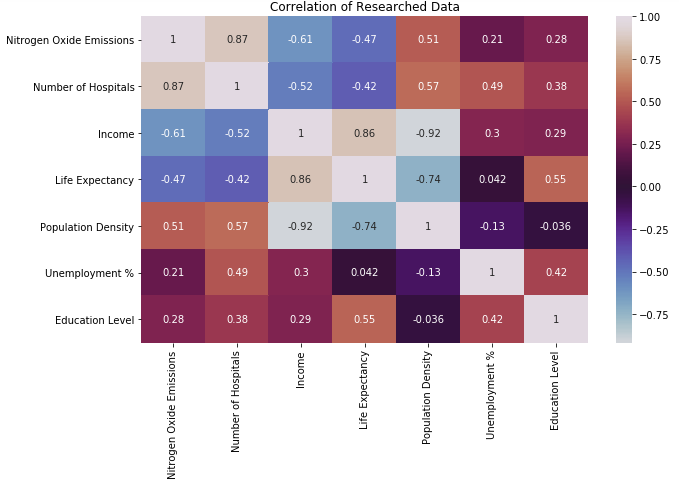 Correlation of Researched Data
Nitrogen Oxide Emissions 1 0.87 -0.61 -0.47 0.51 0.21 0.28
Number of Hospitals 0.87 1 -0.52 -0.42 0.57 0.49 0.38
Income -0.61 -0.52 1 0.86 -0.92 0.3 0.29
Life Expectancy -0.47 -0.42 0.86 1 -0.74 0.042 0.55
Population Density 0.51 0.57 -0.92 -0.74 1 -0.13 -0.036
Unemployment % 0.21 0.49 0.3 0.042 -0.13 1 0.42
Education Level 0.28 0.38 0.29 0.55 -0.036 0.42 1
Nitrogen Oxide Emissions
Number of Hospitals
Income
Life Expectancy
Population Density
Unemployment %
Education Level
1.00
0.75
0.50
0.25
0.00
−0.25
−0.50
−0.75